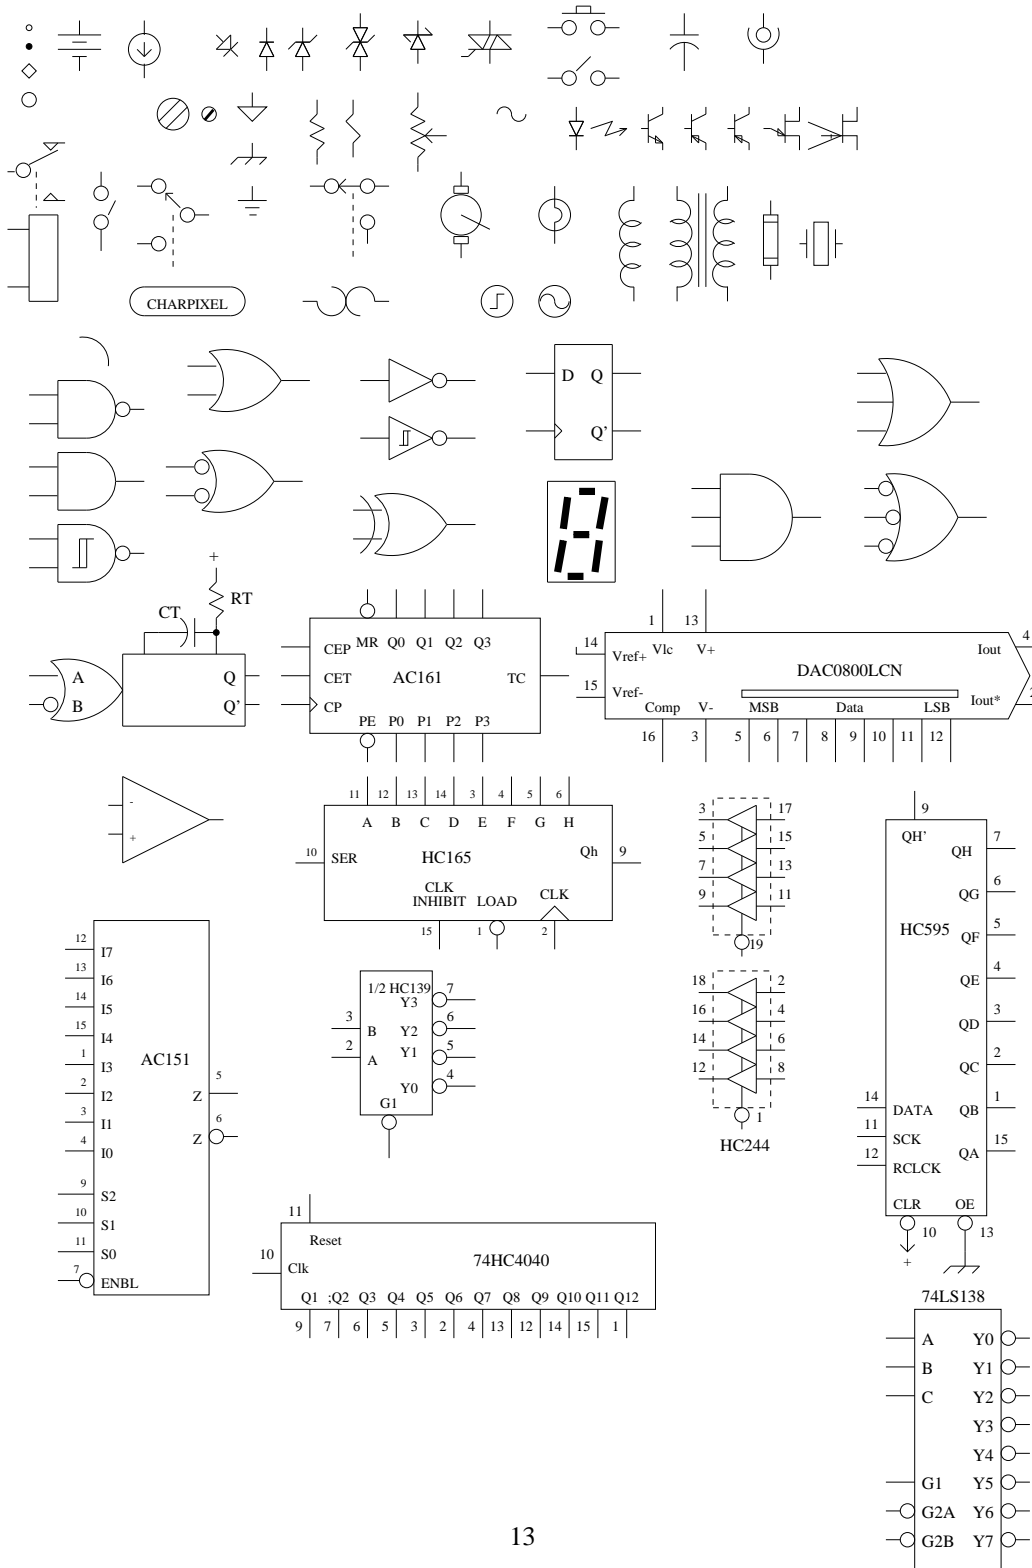 CHARPIXEL
D Q
Q'
+
RT
CT
A Q
B Q'
MR Q0 Q1 Q2 Q3
CEP
CET AC161 TC
CP
PE P0 P1 P2 P3
1 13
14 4
Vref+ Vlc V+ Iout
DAC0800LCN
15 2
Vref- Iout*
Comp V- MSB Data LSB
16 3 5 6 7 8 9 10 11 12
-
+
11 12 13 14 3 4 5 6
A B C D E F G H
10 SER HC165 Qh 9
CLK
INHIBIT LOAD CLK
15 1 2
3 17
5 15
7 13
9 11
19
18 2
16 4
14 6
12 8
1
HC244
9
QH'
QH 7
QG 6
HC595
QF 5
QE 4
QD 3
QC 2
14 DATA QB 1
11 SCK
12 RCLCK QA 15
CLR OE
10 13
+
12 I7
13 I6
14 I5
15 I4
AC151
1 I3
2 I2 Z 5
3 I1
4 I0 Z 6
9 S2
10 S1
11 S0
7 ENBL
1/2 HC139
Y3 7
3 B Y2 6
2 A Y1 5
Y0 4
G1
11
Reset
10 Clk 74HC4040
Q1 ;Q2 Q3 Q4 Q5 Q6 Q7 Q8 Q9 Q10 Q11 Q12
9 7 6 5 3 2 4 13 12 14 15 1
74LS138
A Y0
B Y1
C Y2
Y3
Y4
G1 Y5
G2A Y6
G2B Y7
13